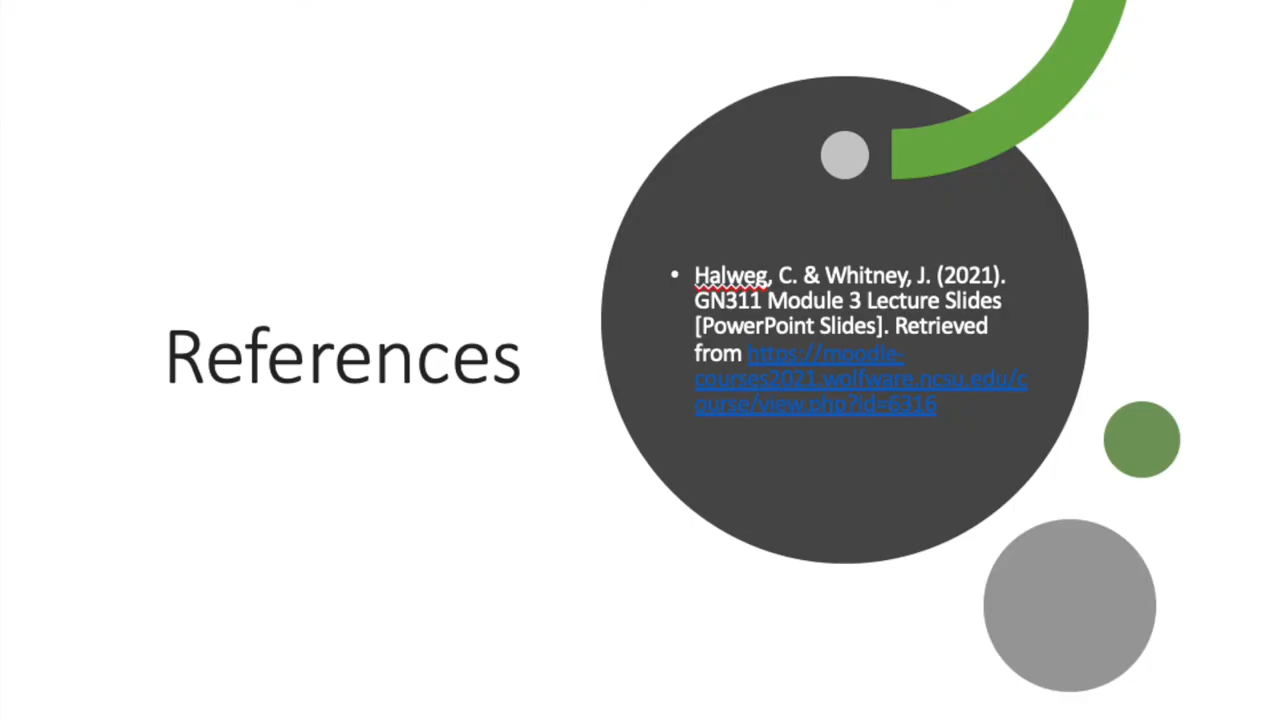 References
• Halweg, C. & Whitney, J. (2021).
GN311 Module 3 Lecture Slides
[PowerPoint Slides]. Retrieved
from https://moodle-
courses2021.wolfware.ncsu.edu/c
ourse/view.php?id=6316